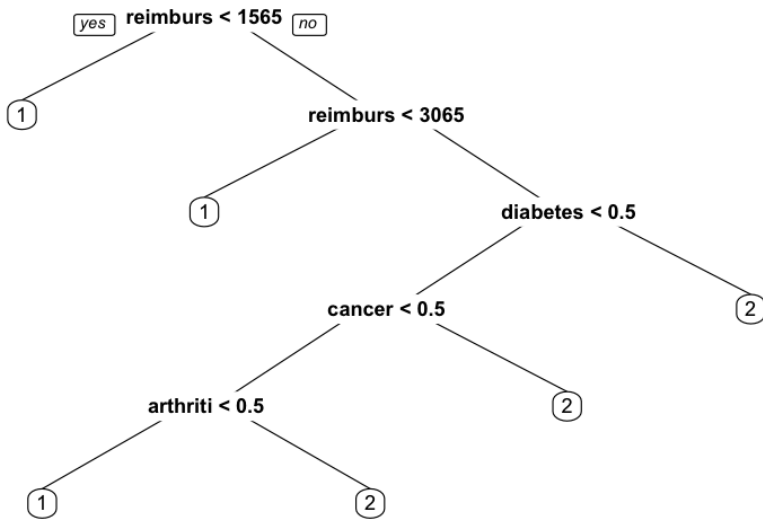 yes reimburs < 1565 no
1 reimburs < 3065
1 diabetes < 0.5
cancer < 0.5 2
arthriti < 0.5 2
1 2